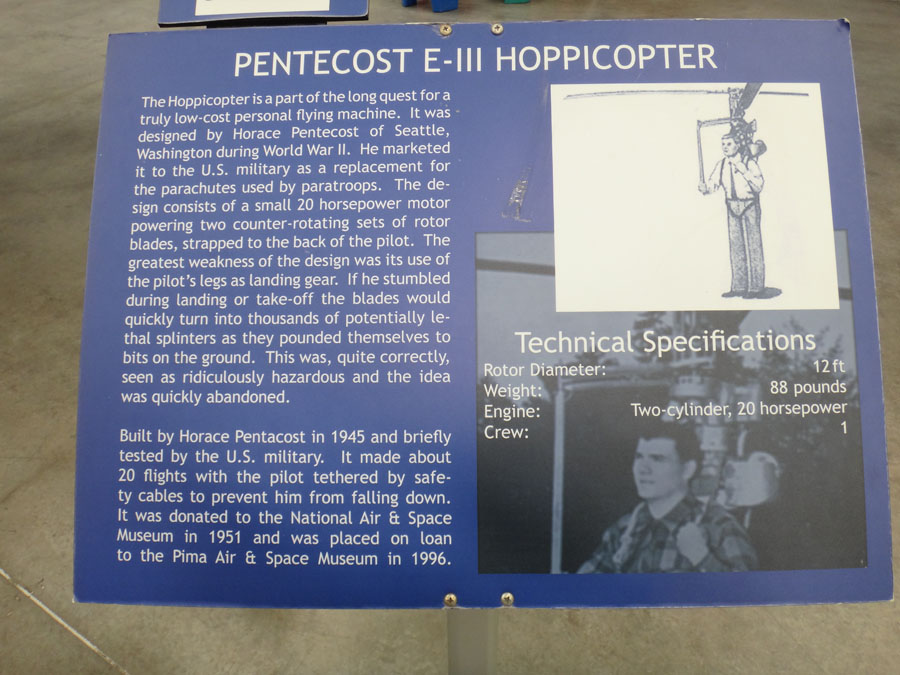 PENTECOST E-III HOPPICOPTER
The Hoppicopter is a part of the long quest for a
truly low-cost personal flying machine. It was
designed by Horace Pentecost of Seattle,
Washington during World War II. He marketed
it to the U.S. military as a replacement for
the parachutes used by paratroops. The de-
sign consists of a small 20 horsepower motor
powering two counter-rotating sets of rotor
blades, strapped to the back of the pilot. The
greatest weakness of the design was its use of
the pilot's legs as landing gear. If he stumbled
during landing or take-off the blades would
quickly turn into thousands of potentially le-
thal splinters as they pounded themselves to
bits on the ground. This was, quite correctly,
seen as ridiculously hazardous and the idea
was quickly abandoned.
Built by Horace Pentacost in 1945 and briefly
tested by the U.S. military. It made about
20 flights with the pilot tethered by safe-
ty cables to prevent him from falling down.
It was donated to the National Air & Space
Museum in 1951 and was placed on loan
to the Pima Air & Space Museum in 1996.
Technical Specifications
Rotor Diameter: 12 ft
Weight: 88 pounds
Engine: Two-cylinder, 20 horsepower
Crew: 1